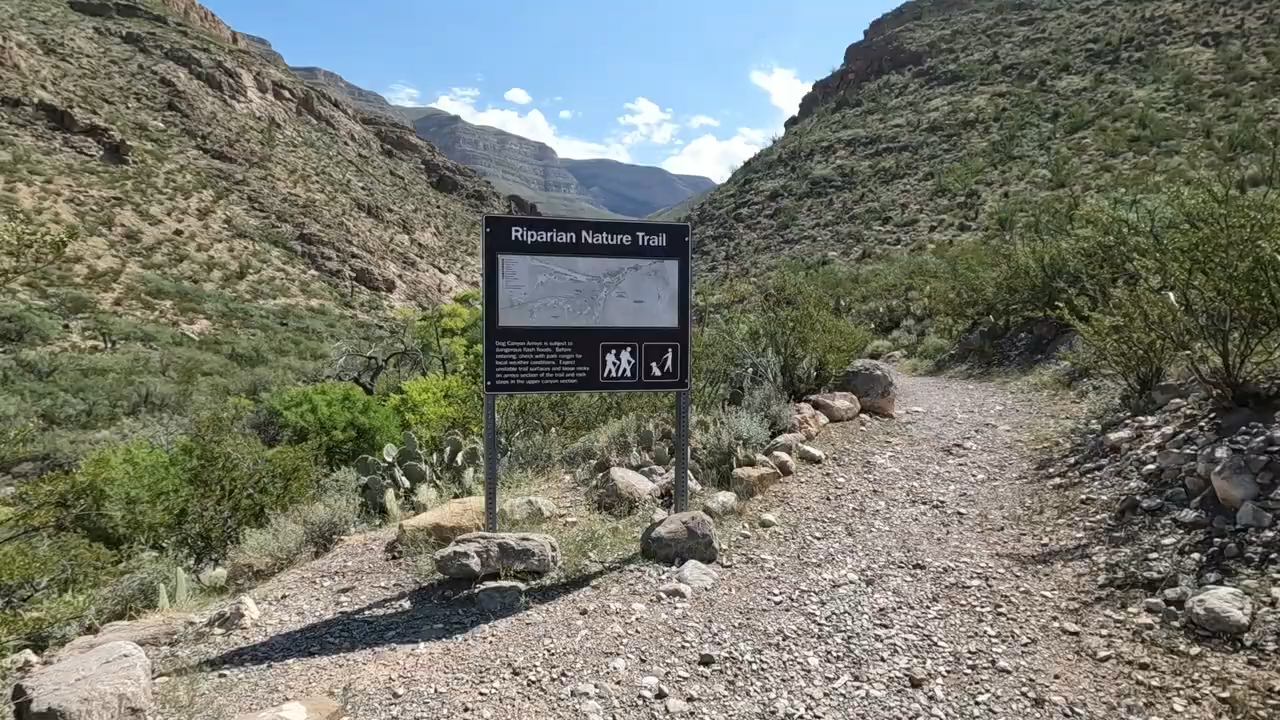 Riparian Nature Trail
Dog Canyon Arroyo is subject to
dangerous flash floods. Before
entering, check with park ranger for
local weather conditions. Expect
unstable trail surfaces and loose rocks
on arroyo section of the trail and rock
steps in the upper canyon section.